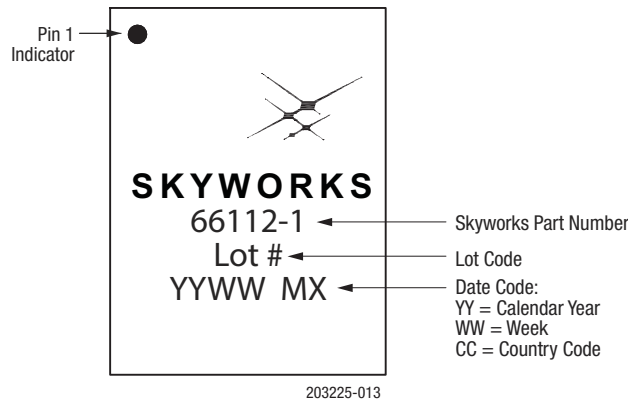 Pin 1
Indicator
SKYWORKS
66112-1
Skyworks Part Number
Lot #
Lot Code
YYWW MX
Date Code:
YY = Calendar Year
WW = Week
CC = Country Code
203225-013